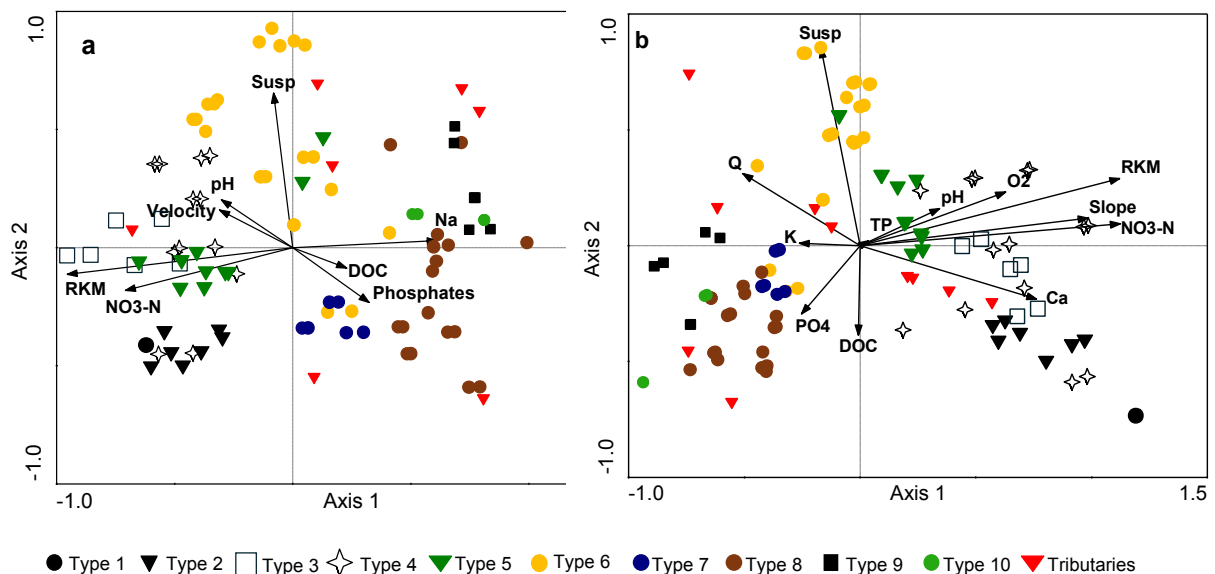 a
1.0
Axis 2
-1.0
Susp
pH
Velocity
Na
DOC
Phosphates
RKM
NO3-N
-1.0
Axis 1
b
1.0
Axis 2
-1.0
Susp
Q
K
TP
pH
O2
RKM
Slope
NO3-N
Ca
PO4
DOC
-1.0
Axis 1
1.5
Type 1 Type 2 Type 3 Type 4 Type 5 Type 6 Type 7 Type 8 Type 9 Type 10 Tributaries